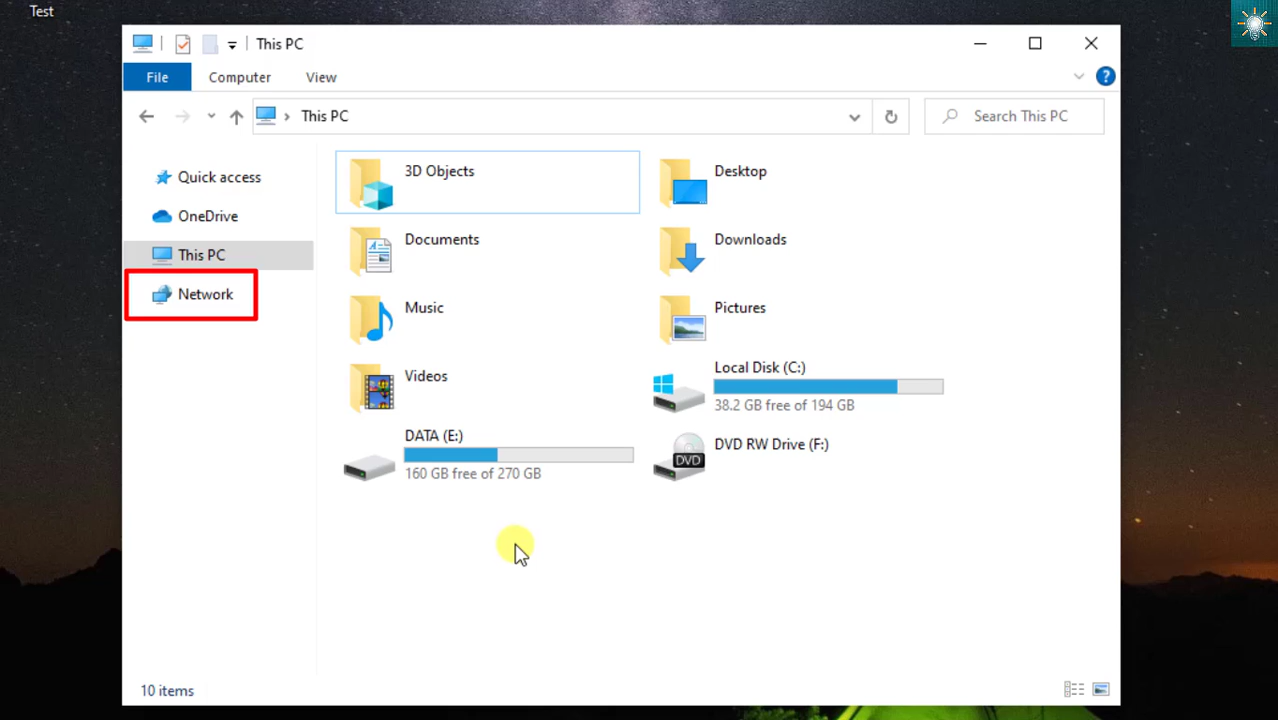 Test
This PC
File Computer View
This PC
Search This PC
Quick access
OneDrive
This PC
Network
3D Objects
Desktop
Documents
Downloads
Music
Pictures
Videos
Local Disk (C:)
38.2 GB free of 194 GB
DATA (E:)
160 GB free of 270 GB
DVD RW Drive (F:)
DVD
10 items